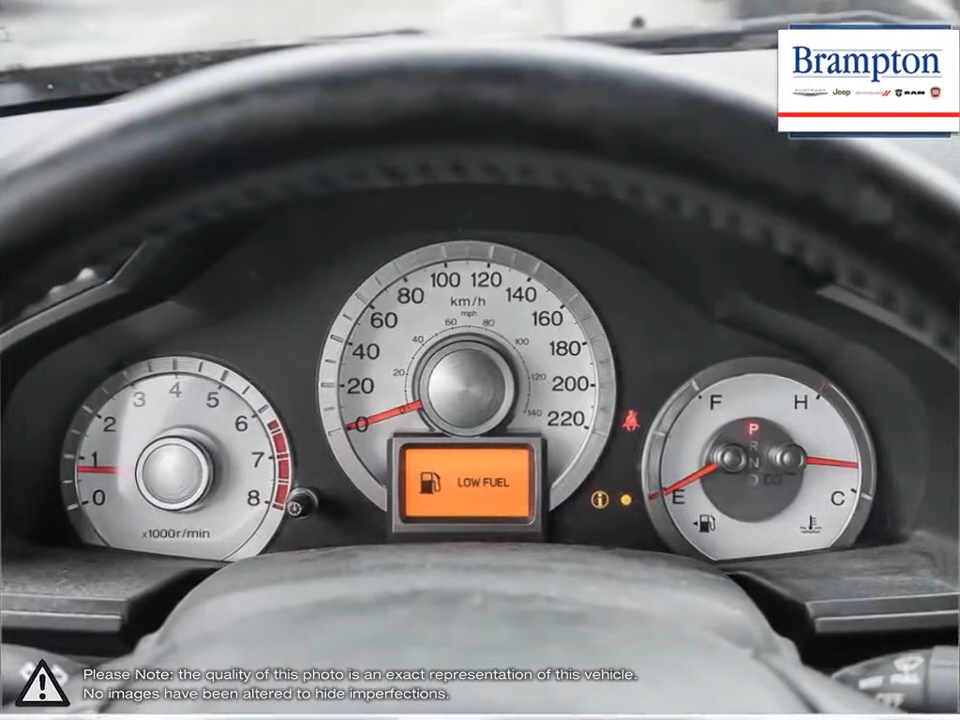 Brampton
Jeep RAM
100 120
80 140
km/h
60 mph 160
60 80
40 100 180
40
20 20 120 200
0 140 220
4
3 5
2 6
1 7
0 8
x1000r/min
LOW FUEL
F H
P
R
N
D D3
E C
Please Note: the quality of this photo is an exact representation of this vehicle.
No images have been altered to hide imperfections.
OFF